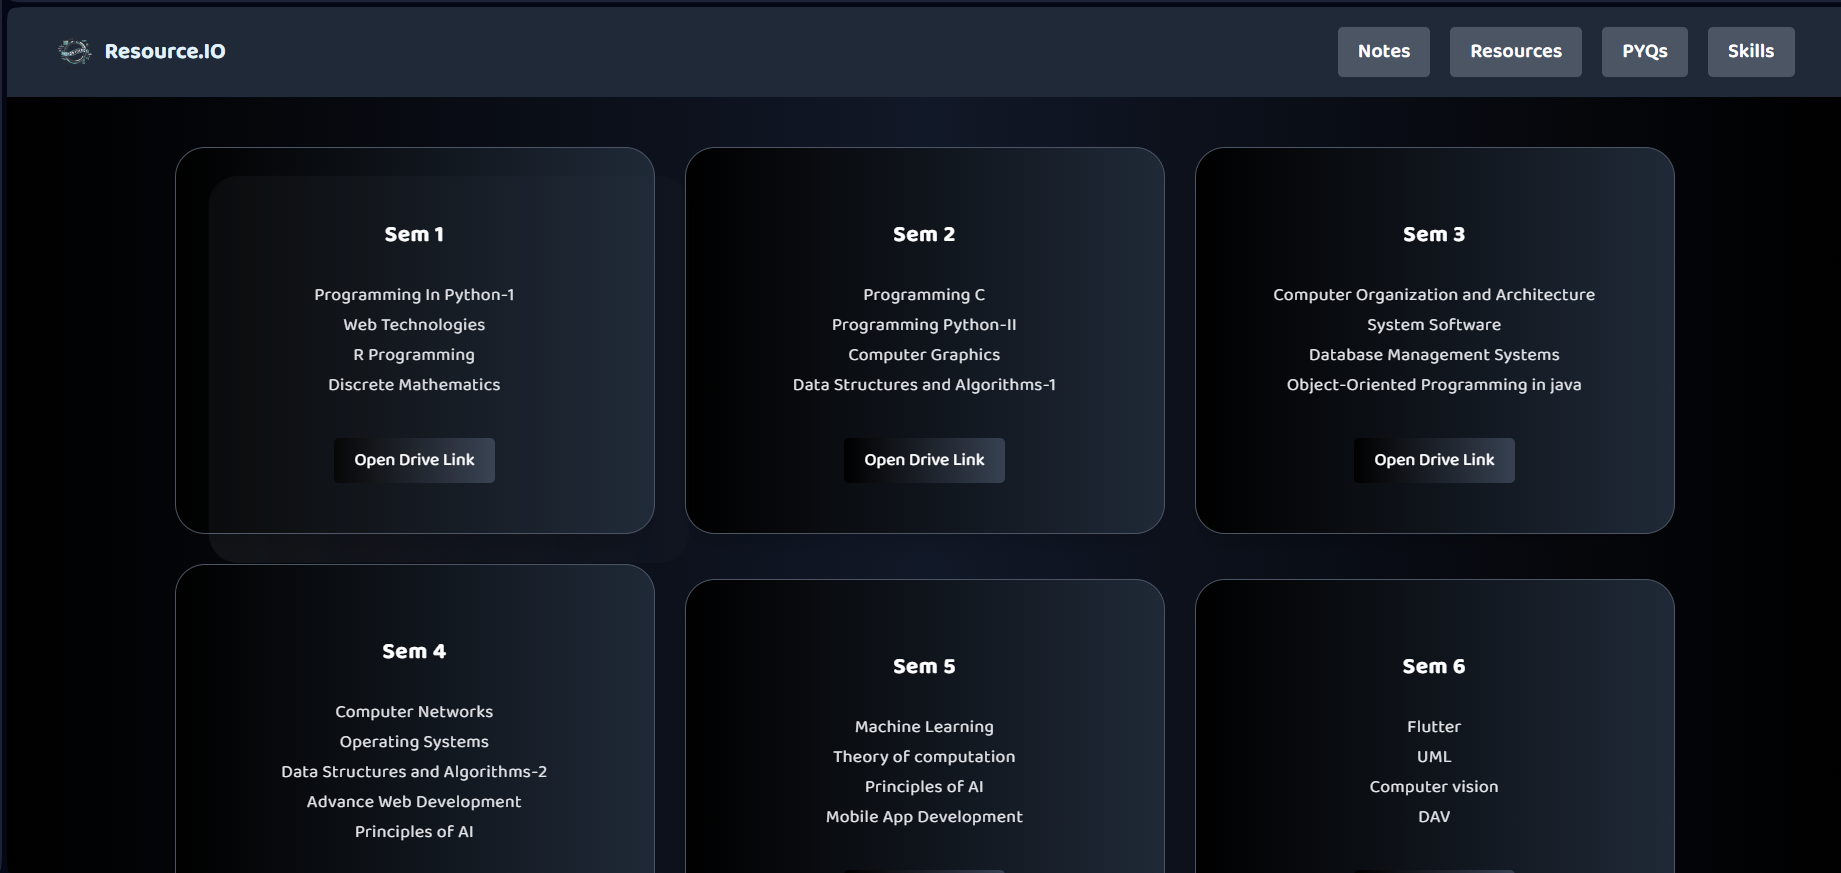 Resource.IO
Notes
Resources
PYQs
Skills
Sem 1
Programming In Python-1
Web Technologies
R Programming
Discrete Mathematics
Open Drive Link
Sem 2
Programming C
Programming Python-II
Computer Graphics
Data Structures and Algorithms-1
Open Drive Link
Sem 3
Computer Organization and Architecture
System Software
Database Management Systems
Object-Oriented Programming in java
Open Drive Link
Sem 4
Computer Networks
Operating Systems
Data Structures and Algorithms-2
Advance Web Development
Principles of AI
Sem 5
Machine Learning
Theory of computation
Principles of AI
Mobile App Development
Sem 6
Flutter
UML
Computer vision
DAV